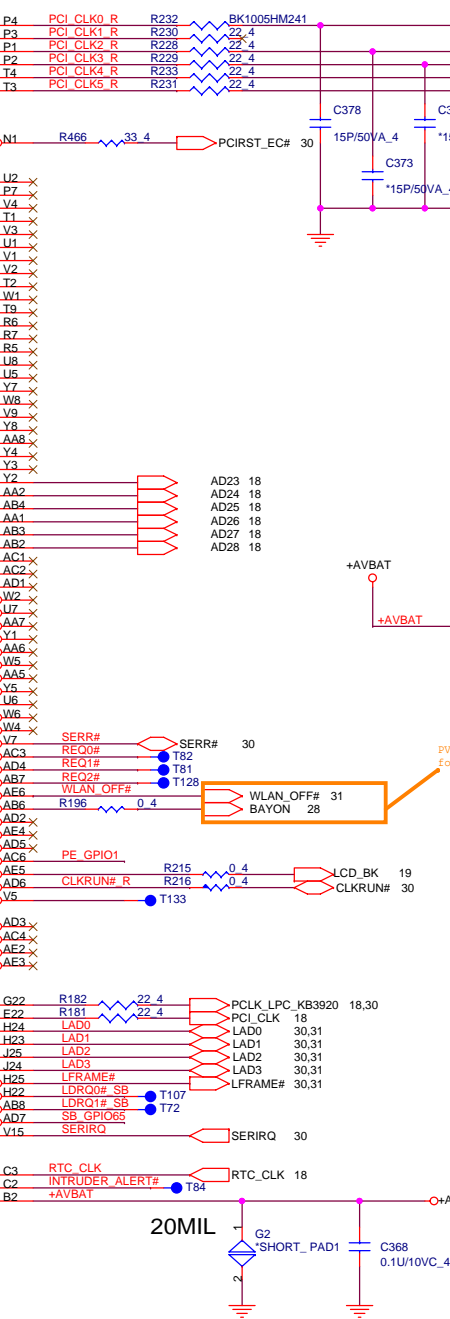 P4 PCI_CLK0_R R232 BK1005HM241
P3 PCI_CLK1_R R230 22_4
P1 PCI_CLK2_R R228 22_4
P2 PCI_CLK3_R R229 22_4
T4 PCI_CLK4_R R233 22_4
T3 PCI_CLK5_R R231 22_4
C378
15P/50VA_4
C373
*15P/50VA_4
N1 R466 33_4 PCIRST_EC# 30
U2
P7
V4
T1
V3
U1
V1
V2
T2
W1
T9
R6
R7
R5
U8
U5
Y7
W8
V9
Y8
AA8
Y4
Y3
Y2 AD23 18
AA2 AD24 18
AB4 AD25 18
AA1 AD26 18
AB3 AD27 18
AB2 AD28 18
AC1
AC2
AD1
W2
U7
AA7
Y1
AA6
W5
AA5
Y5
U6
W6
W4
+AVBAT
+AVBAT
V7 SERR# SERR# 30
AC3 REQ0# T82
AD4 REQ1# T81
AB7 REQ2# T128
AE6 WLAN_OFF# WLAN_OFF# 31
AB6 R196 0_4 BAYON 28
AD2
AE4
AD5
AC6 PE_GPIO1
AE5 R215 0_4 LCD_BK 19
AD6 CLKRUN#_R R216 0_4 CLKRUN# 30
V5 T133
AD3
AC4
AE2
AE3
G22 R182 22_4 PCLK_LPC_KB3920 18,30
E22 R181 22_4 PCI_CLK 18
H24 LAD0 LAD0 30,31
H23 LAD1 LAD1 30,31
J25 LAD2 LAD2 30,31
J24 LAD3 LAD3 30,31
H25 LFRAME# LFRAME# 30,31
H22 LDRQ0#_SB T107
AB8 LDRQ1#_SB T72
AD7 SB_GPIO65
V15 SERIRQ SERIRQ 30
C3 RTC_CLK RTC_CLK 18
C2 INTRUDER_ALERT# T84
B2 +AVBAT
20MIL
1
G2
*SHORT_ PAD1
2
C368
0.1U/10VC_4